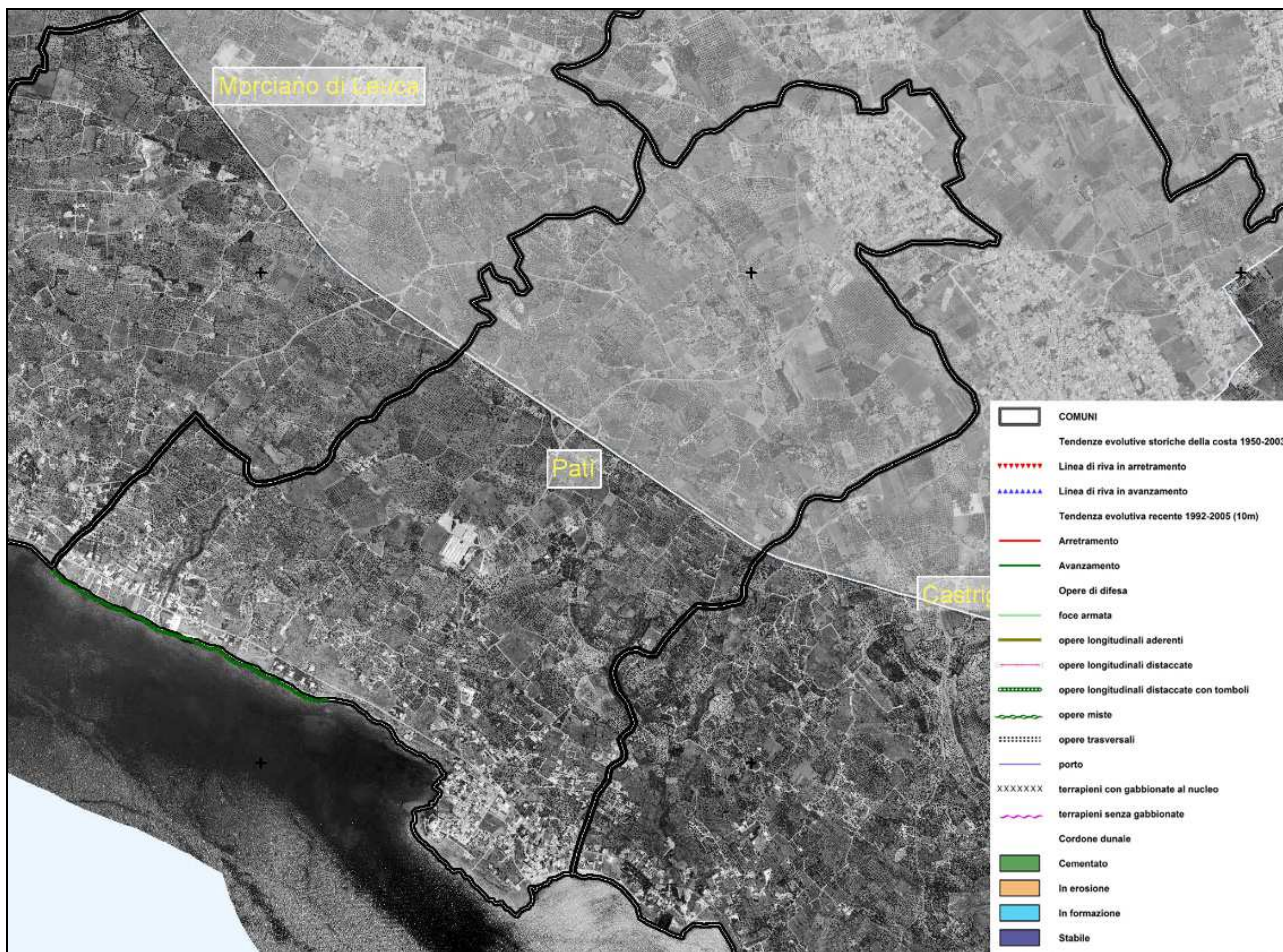 Morciano di Leuca
Patì
Castrig
COMUNI
Tendenze evolutive storiche della costa 1950-2003
Linea di riva in arretramento
Linea di riva in avanzamento
Tendenza evolutiva recente 1992-2005 (10m)
Arretramento
Avanzamento
Opere di difesa
foce armata
opere longitudinali aderenti
opere longitudinali distaccate
opere longitudinali distaccate con tomboli
opere miste
opere trasversali
porto
terrapieni con gabbionate al nucleo
terrapieni senza gabbionate
Cordone dunale
Cementato
In erosione
In formazione
Stabile